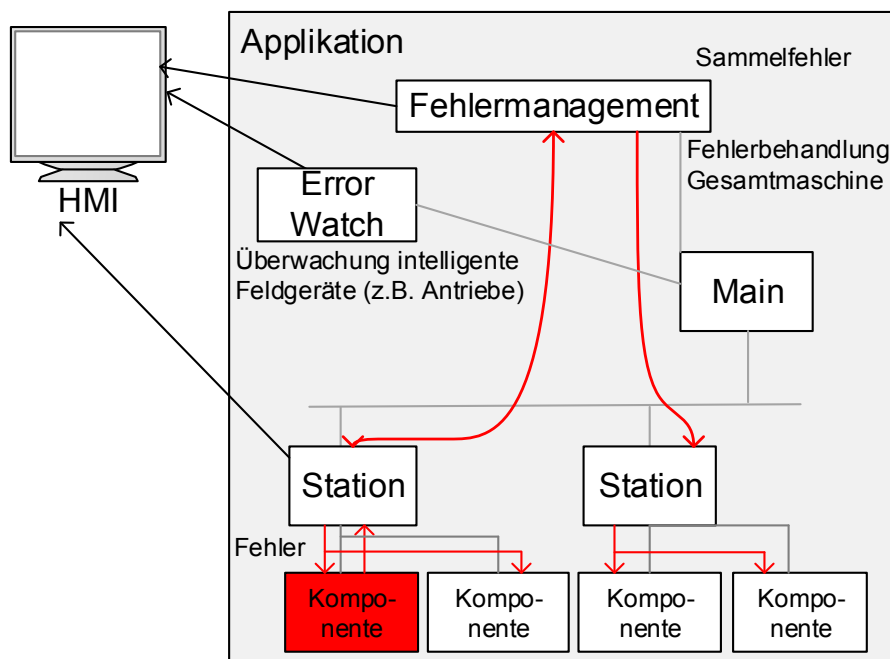 Applikation
Sammelfehler
Fehlermanagement
Fehlerbehandlung
Gesamtmaschine
HMI
Error
Watch
Überwachung intelligente
Feldgeräte (z.B. Antriebe)
Main
Station
Station
Fehler
Kompo-
nente
Kompo-
nente
Kompo-
nente
Kompo-
nente